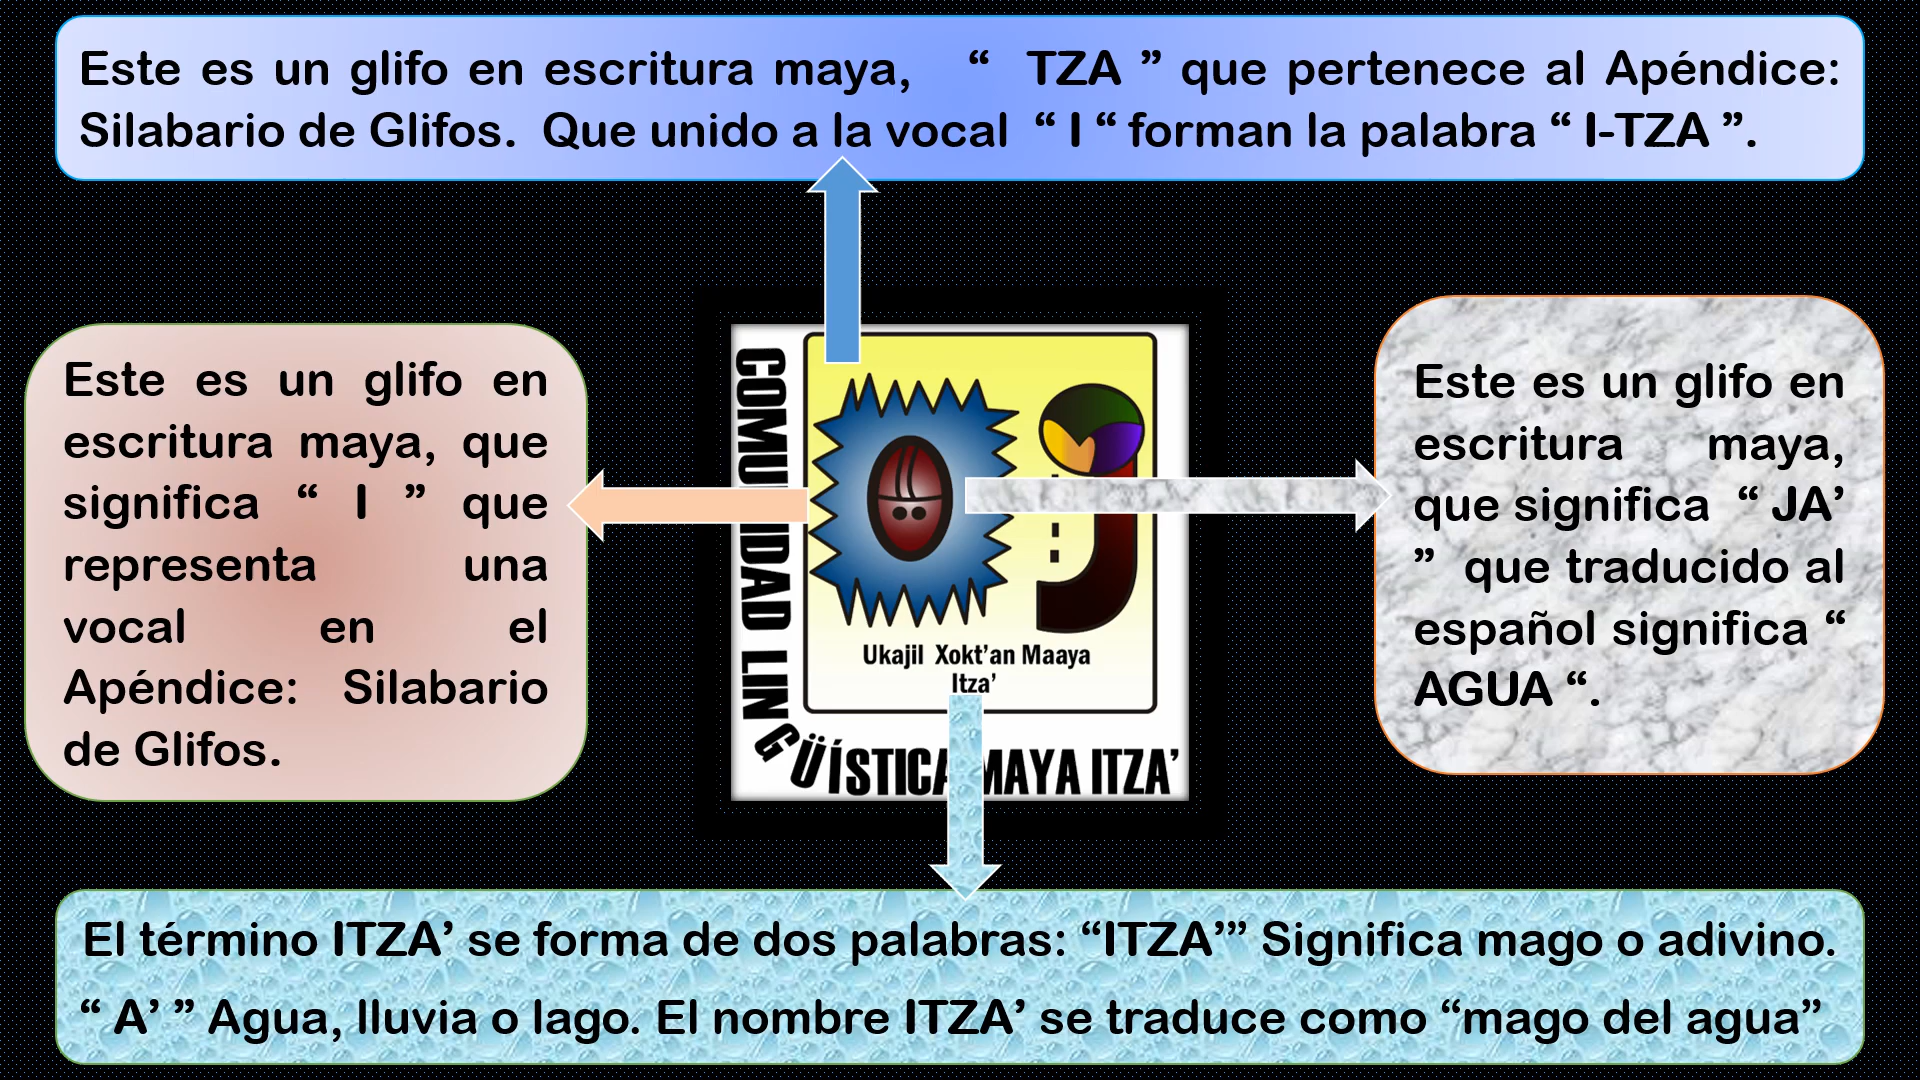 Este es un glifo en escritura maya,   “  TZA ” que pertenece al Apéndice:
Silabario de Glifos.  Que unido a la vocal  “ I “ forman la palabra “ I-TZA ”.
Este es un glifo en
escritura maya, que
significa “ I ” que
representa una
vocal en el
Apéndice: Silabario
de Glifos.
COMUNIDAD LINGÜÍSTICA MAYA ITZA’
Ukajil  Xokt’an Maaya
Itza’
Este es un glifo en
escritura maya,
que significa  “ JA’
”  que traducido al
español significa “
AGUA “.
El término ITZA’ se forma de dos palabras: “ITZA’” Significa mago o adivino.
“ A’ ” Agua, lluvia o lago. El nombre ITZA’ se traduce como “mago del agua”